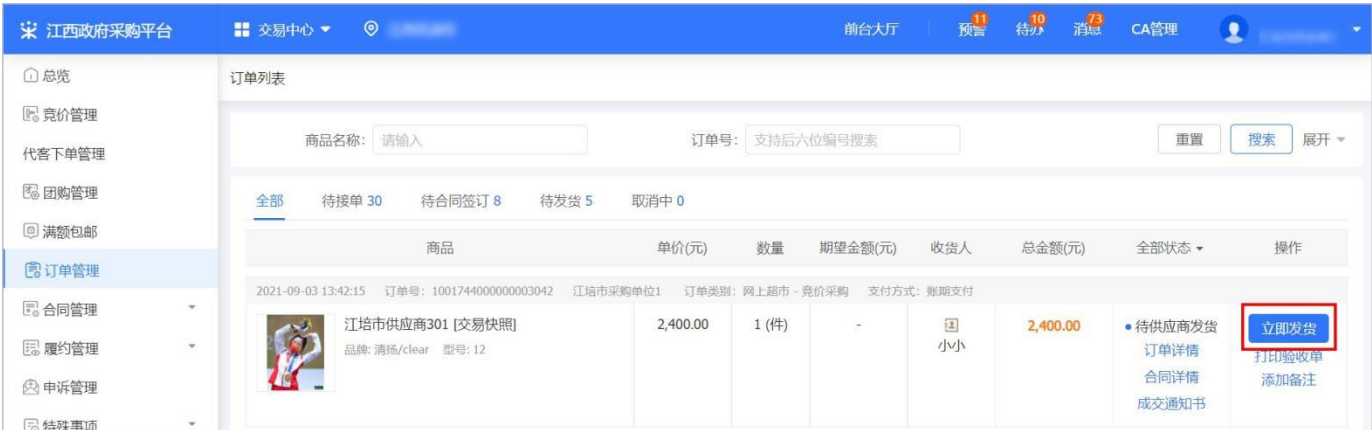 江西政府采购平台 交易中心 前台大厅 预警 11 待办 10 消息 73 CA管理
总览
订单列表
竞价管理
商品名称： 请输入 订单号： 支持后六位编号搜索 重置 搜索 展开
代客下单管理
团购管理
全部 待接单 30 待合同签订 8 待发货 5 取消中 0
满额包邮
商品 单价(元) 数量 期望金额(元) 收货人 总金额(元) 全部状态 操作
订单管理
2021-09-03 13:42:15 订单号：1001744000000003042 江培市采购单位1 订单类别：网上超市 - 竞价采购 支付方式：账期支付
合同管理
江培市供应商301 [交易快照] 2,400.00 1 (件) - 小小 2,400.00 待供应商发货 立即发货
品牌: 清扬/clear 型号: 12
履约管理
订单详情 打印验收单
申诉管理
合同详情 添加备注
成交通知书
特殊事项